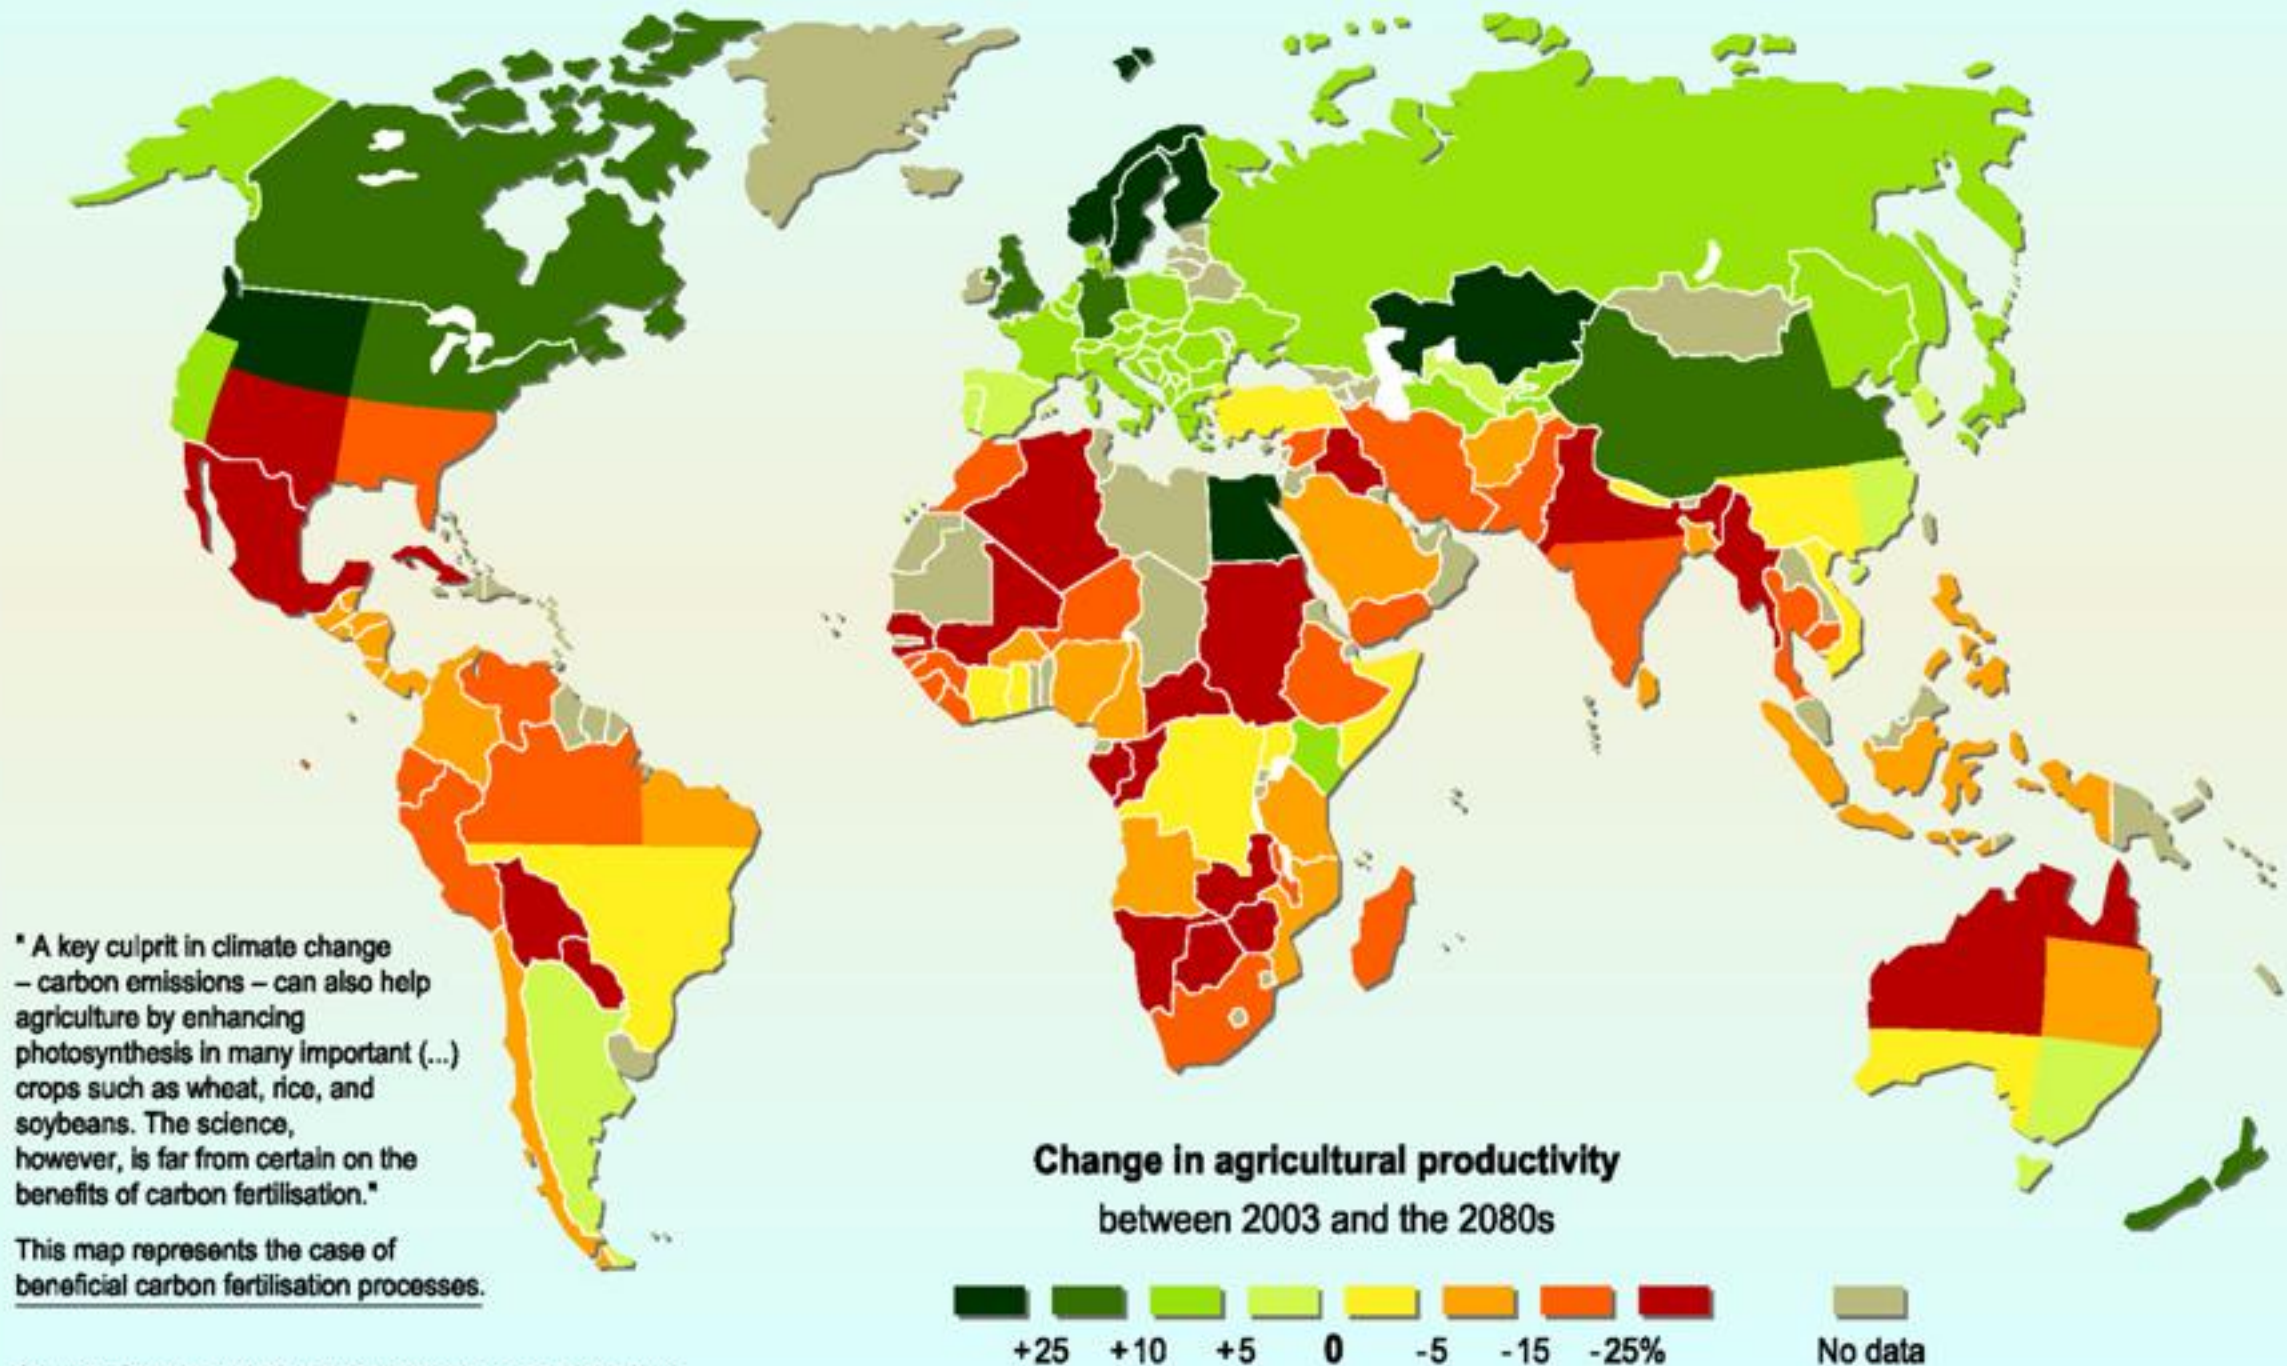 " A key culprit in climate change
– carbon emissions – can also help
agriculture by enhancing
photosynthesis in many important (...)
crops such as wheat, rice, and
soybeans. The science,
however, is far from certain on the
benefits of carbon fertilisation."
This map represents the case of
beneficial carbon fertilisation processes.
Change in agricultural productivity
between 2003 and the 2080s
+25 +10 +5 0 -5 -15 -25% No data